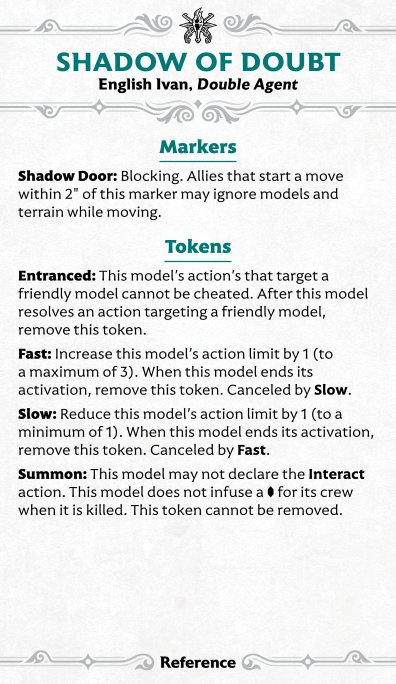 SHADOW OF DOUBT
English Ivan, Double Agent
Markers
Shadow Door: Blocking. Allies that start a move
within 2" of this marker may ignore models and
terrain while moving.
Tokens
Entranced: This model's action's that target a
friendly model cannot be cheated. After this model
resolves an action targeting a friendly model,
remove this token.
Fast: Increase this model's action limit by 1 (to
a maximum of 3). When this model ends its
activation, remove this token. Canceled by Slow.
Slow: Reduce this model's action limit by 1 (to a
minimum of 1). When this model ends its activation,
remove this token. Canceled by Fast.
Summon: This model may not declare the Interact
action. This model does not infuse a for its crew
when it is killed. This token cannot be removed.
Reference